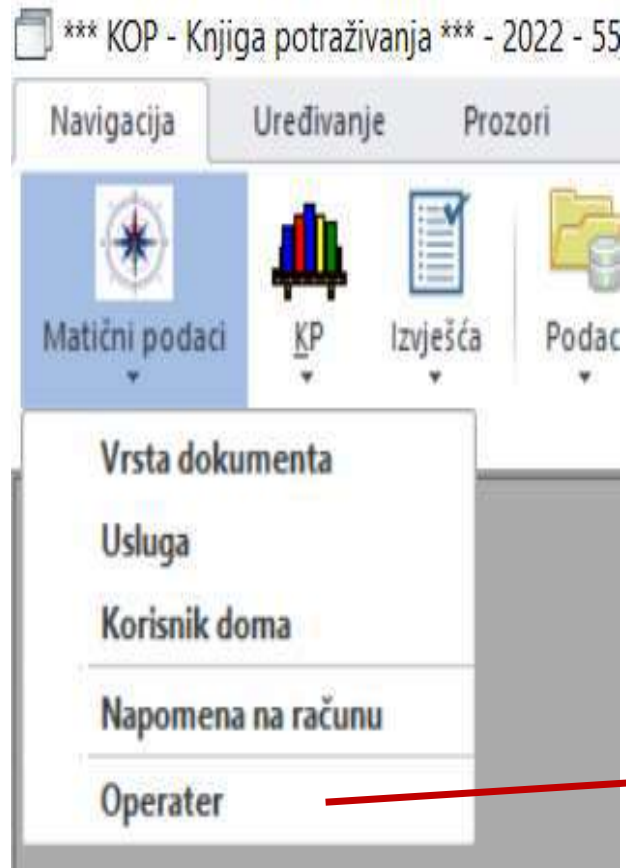 *** KOP - Knjiga potraživanja *** - 2022 - 55
Navigacija Uređivanje Prozori
Matični podaci KP Izvješća Podac
Vrsta dokumenta
Usluga
Korisnik doma
Napomena na računu
Operater